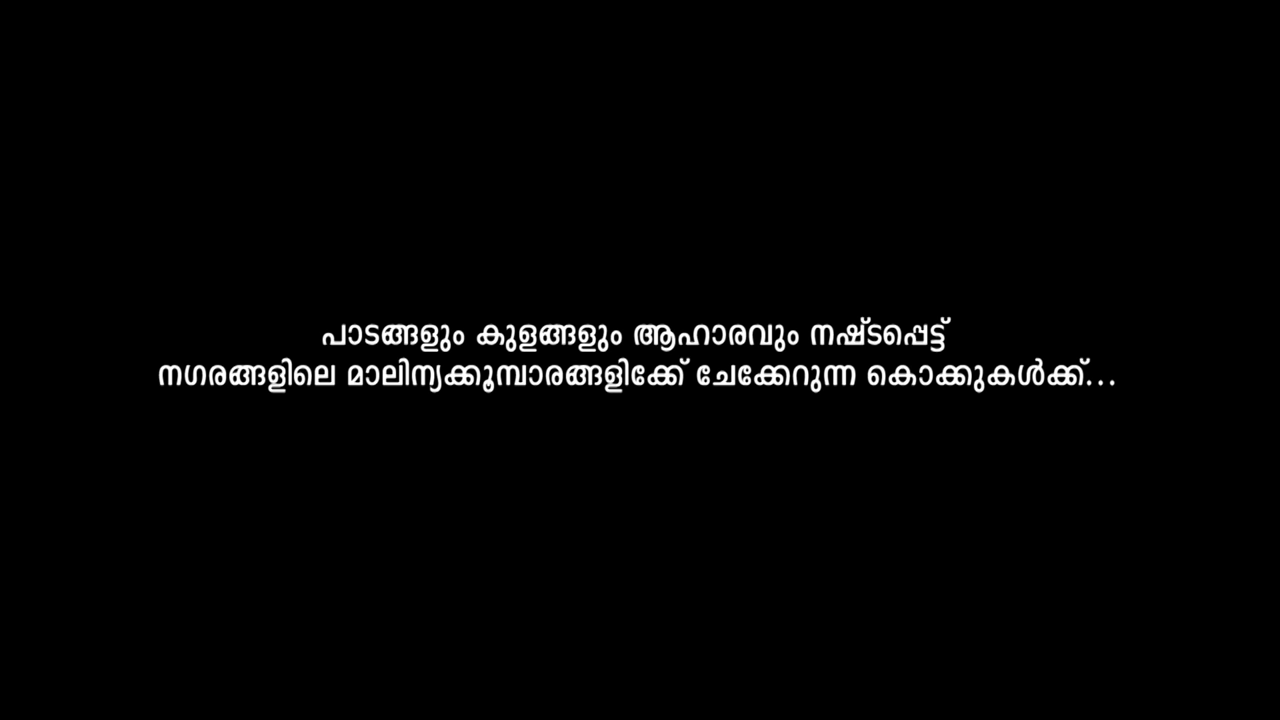 പാടങ്ങളും കുളങ്ങളും ആഹാരവും നഷ്ടപ്പെട്ട്
നഗരങ്ങളിലെ മാലിന്യക്കൂമ്പാരങ്ങളിക്കേ് ചേക്കേറുന്ന കൊക്കുകൾക്ക്...